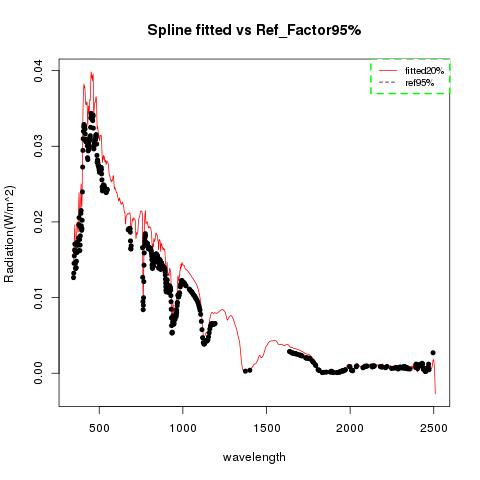 Spline fitted vs Ref_Factor95%
fitted20%
ref95%
0.04
0.03
0.02
0.01
0.00
Radiation(W/m^2)
500
1000
1500
2000
2500
wavelength